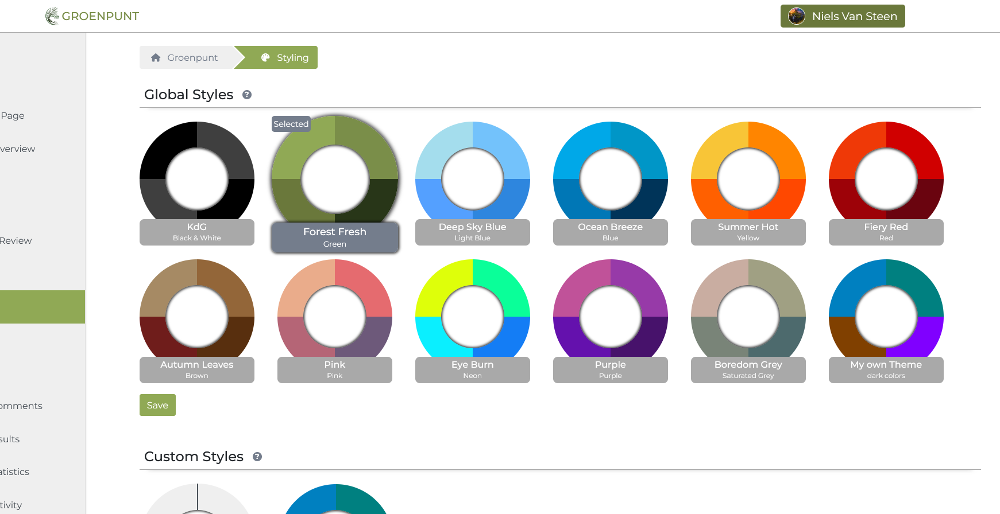 GROENPUNT
Niels Van Steen
Groenpunt
Styling
Page
verview
Review
omments
sults
atistics
tivity
Global Styles
Selected
KdG
Black & White
Forest Fresh
Green
Deep Sky Blue
Light Blue
Ocean Breeze
Blue
Summer Hot
Yellow
Fiery Red
Red
Autumn Leaves
Brown
Pink
Pink
Eye Burn
Neon
Purple
Purple
Boredom Grey
Saturated Grey
My own Theme
dark colors
Save
Custom Styles